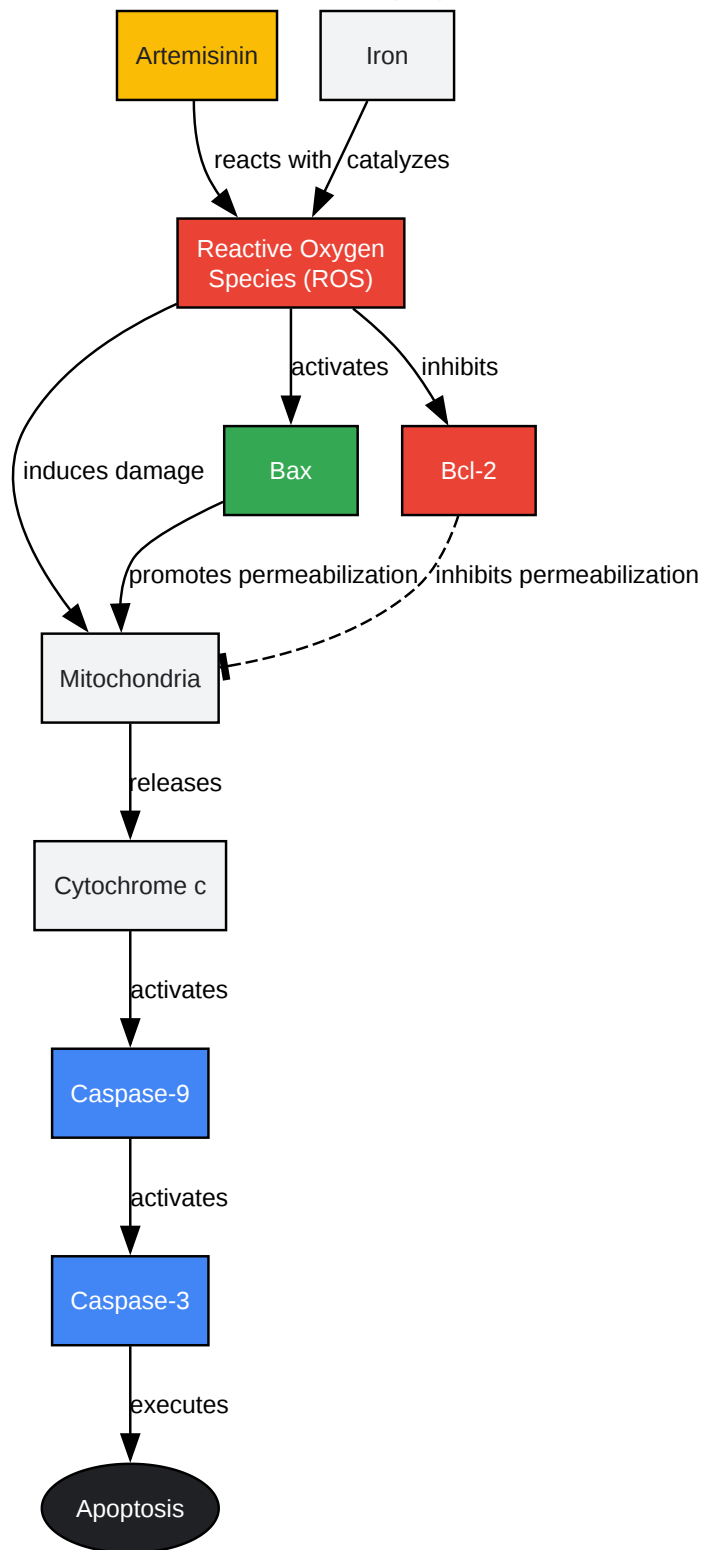 Artemisinin
Iron
reacts with
catalyzes
Reactive Oxygen
Species (ROS)
activates
inhibits
induces damage
Bax
Bcl-2
promotes permeabilization
inhibits permeabilization
Mitochondria
releases
Cytochrome c
activates
Caspase-9
activates
Caspase-3
executes
Apoptosis